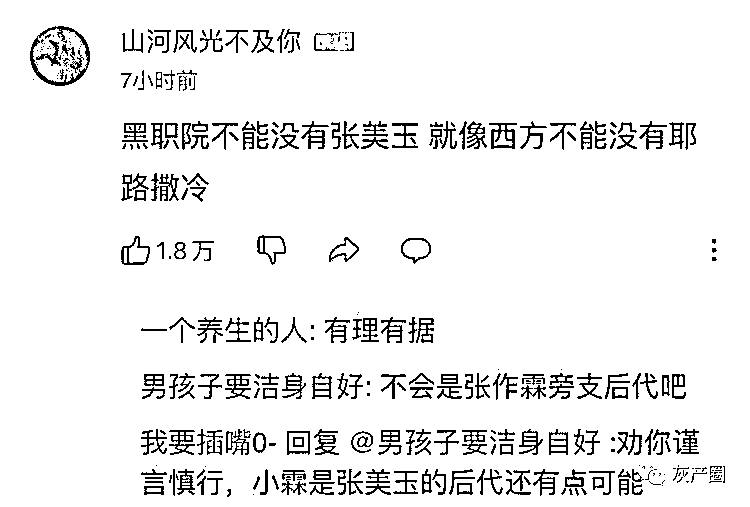 山河风光不及你
7小时前
黑职院不能没有张美玉 就像西方不能没有耶
路撒冷
1.8 万
一个养生的人: 有理有据
男孩子要洁身自好: 不会是张作霖旁支后代吧
我要插嘴0- 回复 @男孩子要洁身自好 :劝你谨
言慎行，小霖是张美玉的后代还有点可能
灰产圈